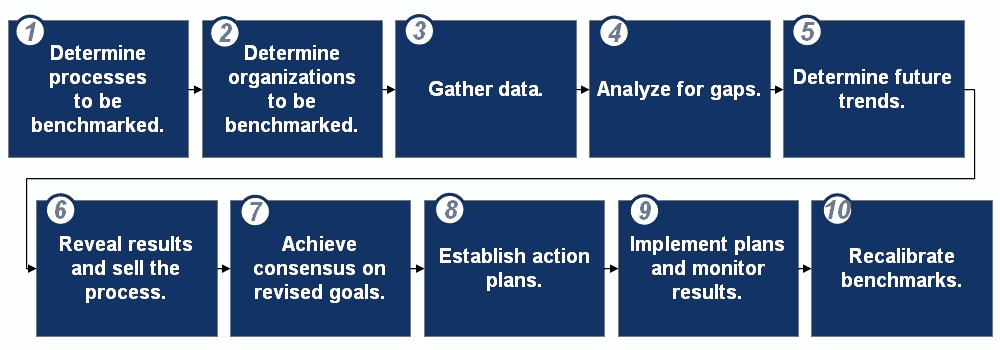 1
Determine
processes
to be
benchmarked.
2
Determine
organizations
to be
benchmarked.
3
Gather data.
4
Analyze for gaps.
5
Determine future
trends.
6
Reveal results
and sell the
process.
7
Achieve
consensus on
revised goals.
8
Establish action
plans.
9
Implement plans
and monitor
results.
10
Recalibrate
benchmarks.